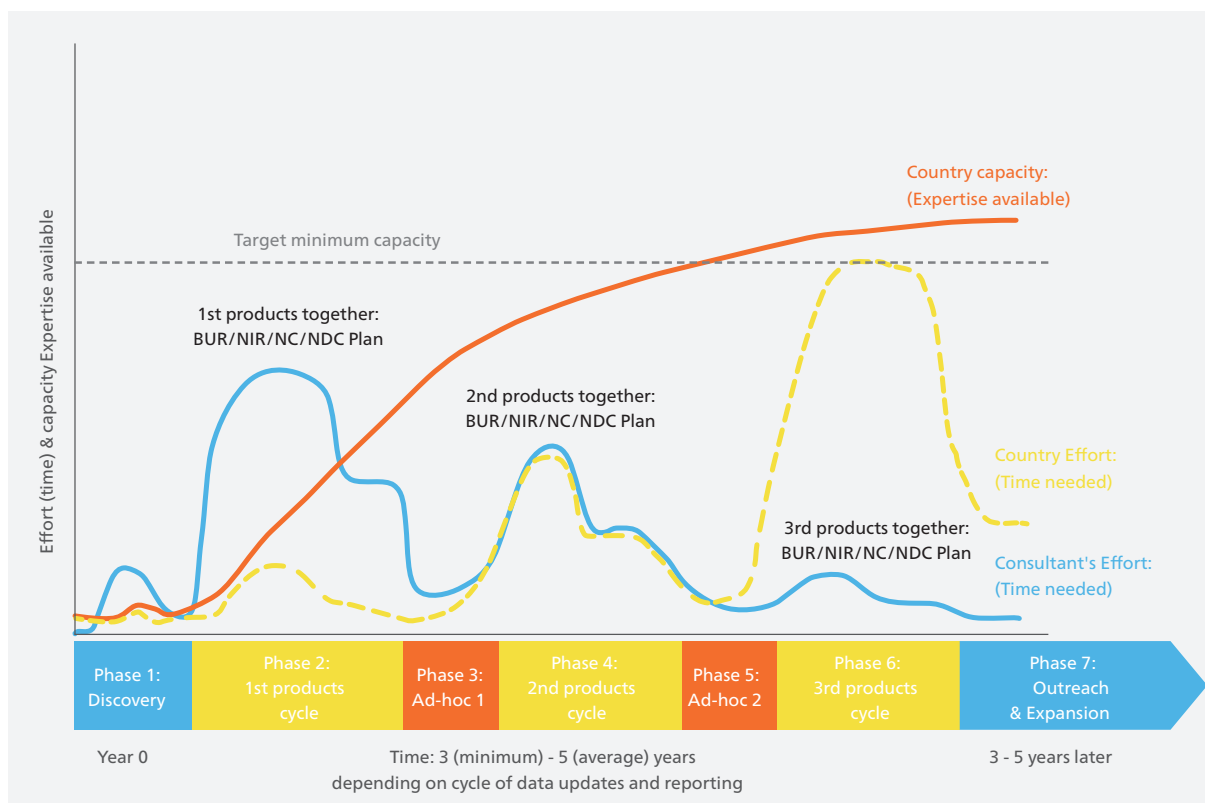 Effort (time) & capacity Expertise available
Country capacity:
(Expertise available)
Target minimum capacity
1st products together:
BUR/NIR/NC/NDC Plan
2nd products together:
BUR/NIR/NC/NDC Plan
Country Effort:
(Time needed)
3rd products together:
BUR/NIR/NC/NDC Plan
Consultant's Effort:
(Time needed)
Phase 1:
Discovery
Phase 2:
1st products
cycle
Phase 3:
Ad-hoc 1
Phase 4:
2nd products
cycle
Phase 5:
Ad-hoc 2
Phase 6:
3rd products
cycle
Phase 7:
Outreach
& Expansion
Year 0
Time: 3 (minimum) - 5 (average) years
depending on cycle of data updates and reporting
3 - 5 years later